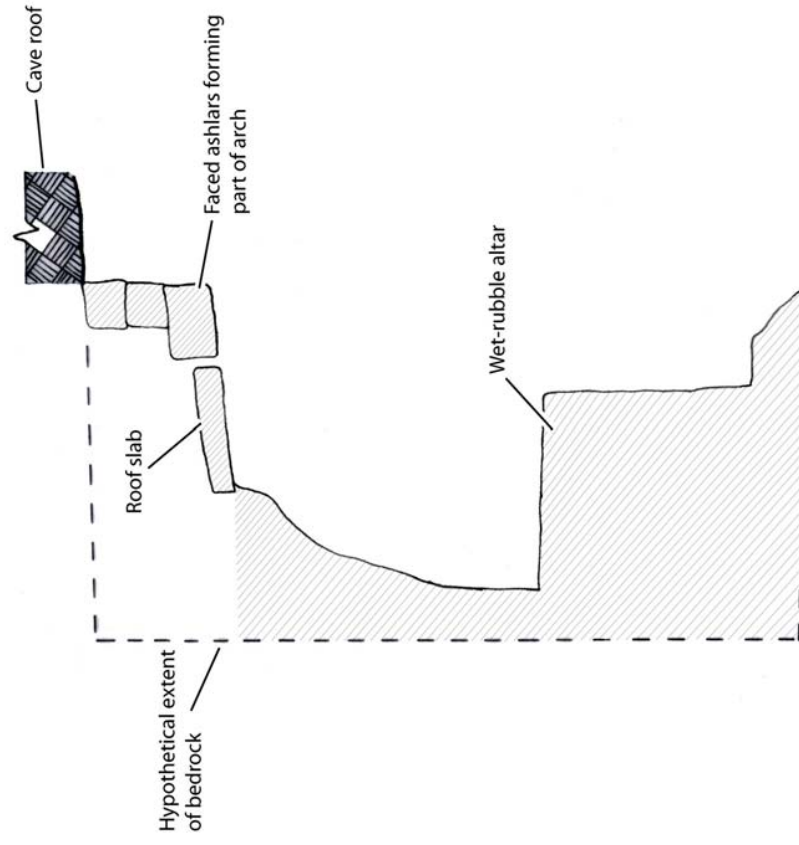 Cave roof
Faced ashlars forming
part of arch
Roof slab
Wet-rubble altar
Hypothetical extent
of bedrock